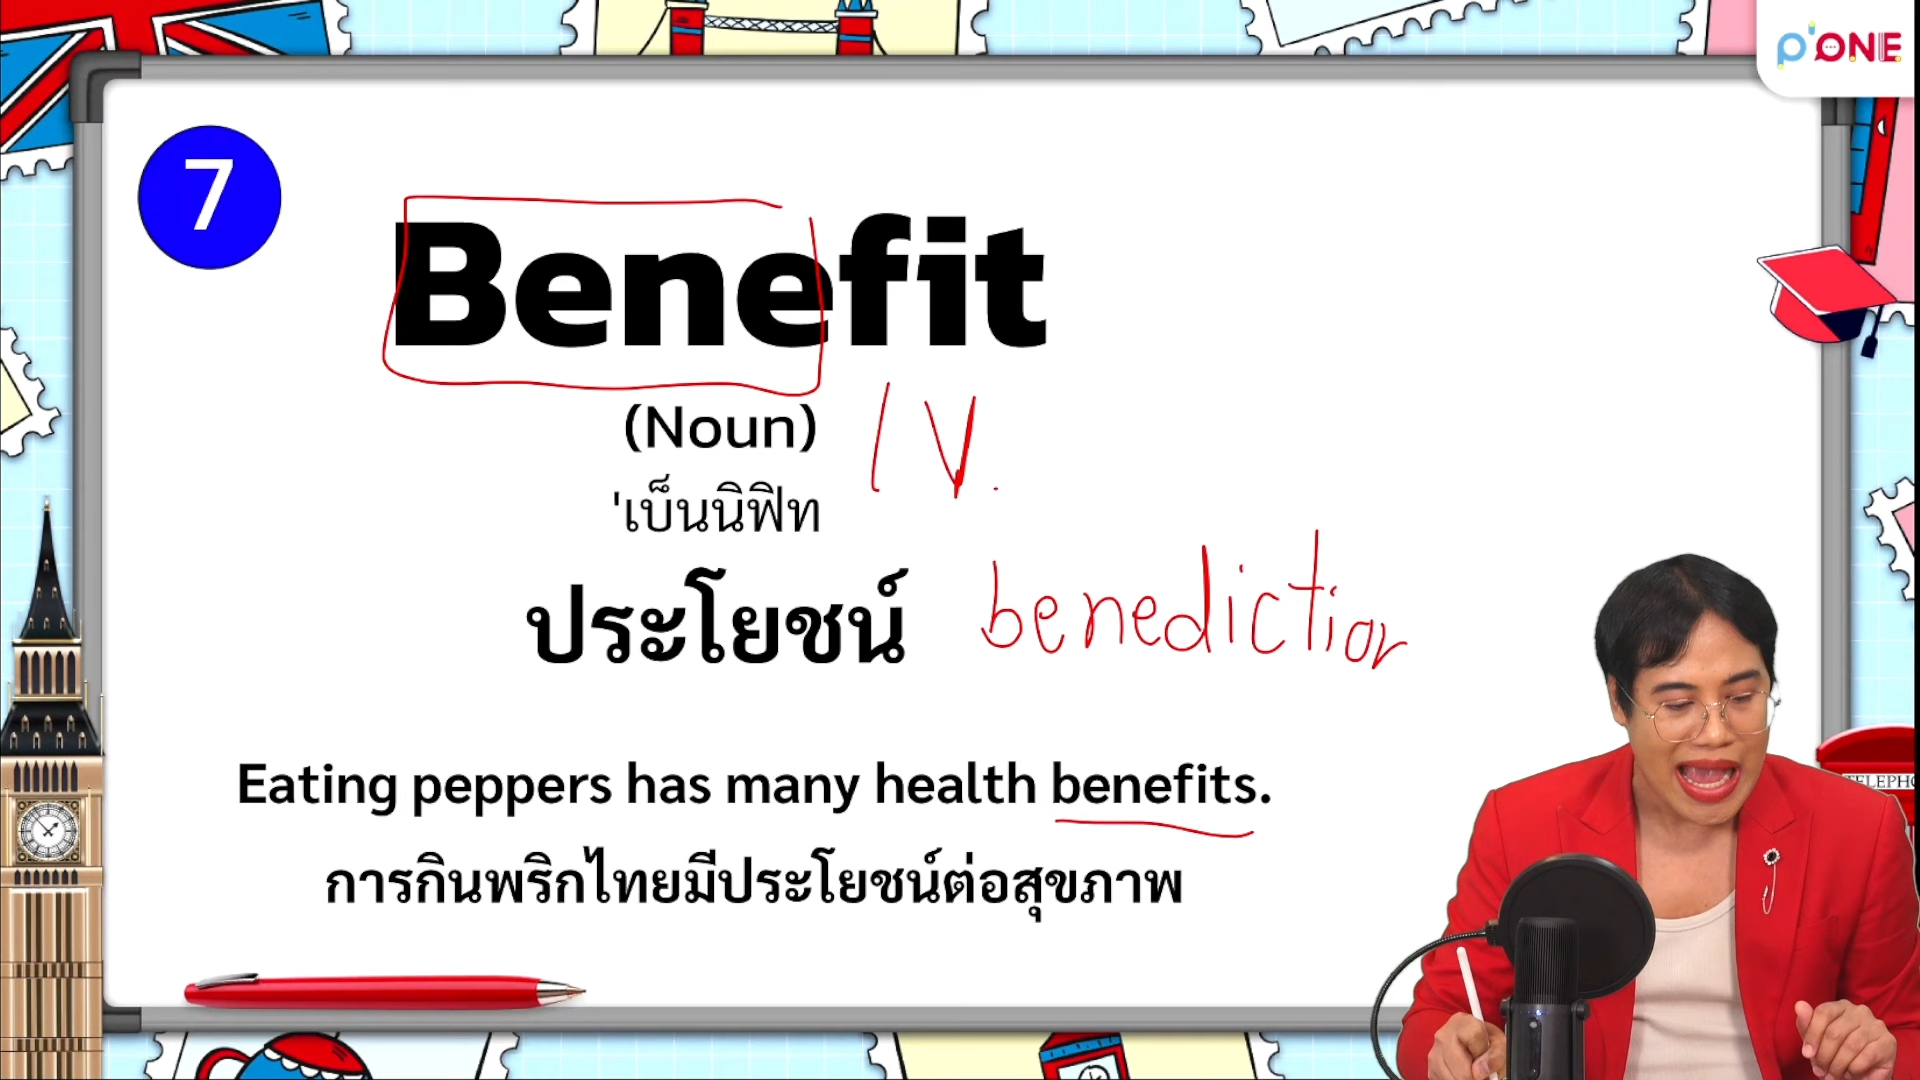 P'ONE
7
Benefit
(Noun) / V.
'เบ็นนิฟิท
ประโยชน์ benediction
Eating peppers has many health benefits.
การกินพริกไทยมีประโยชน์ต่อสุขภาพ